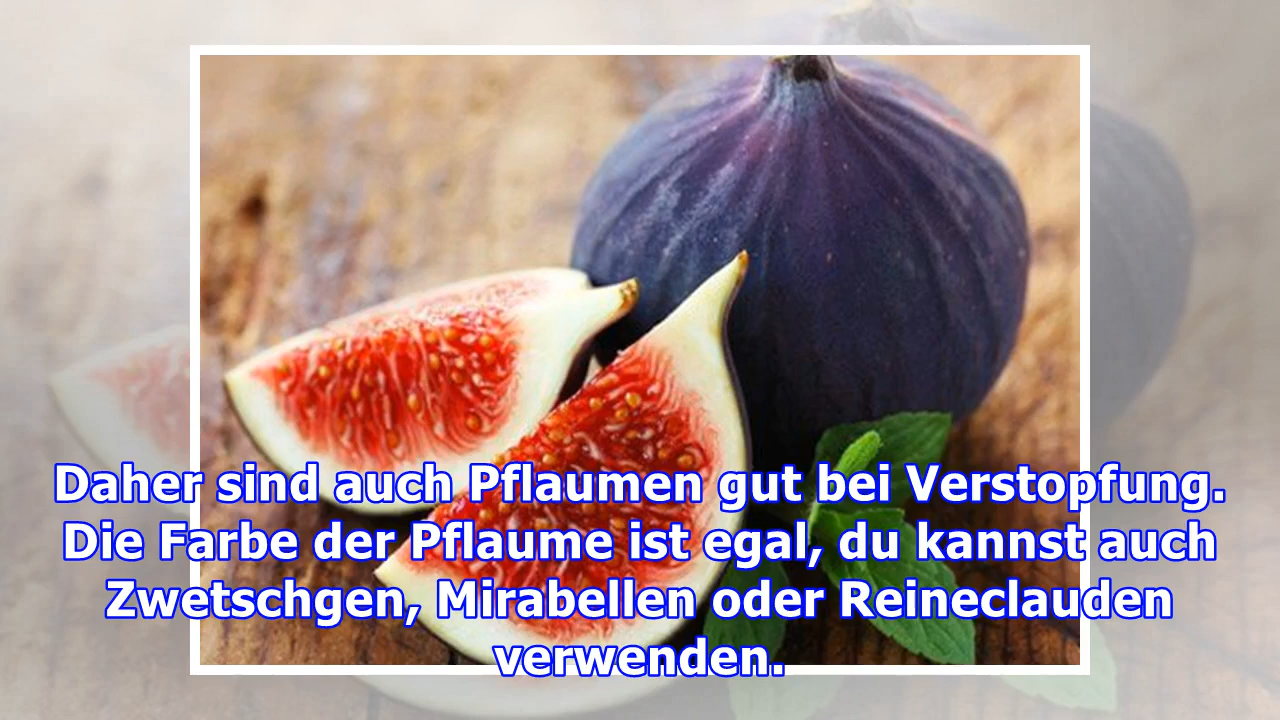 Daher sind auch Pflaumen gut bei Verstopfung.
Die Farbe der Pflaume ist egal, du kannst auch
Zwetschgen, Mirabellen oder Reineclauden
verwenden.